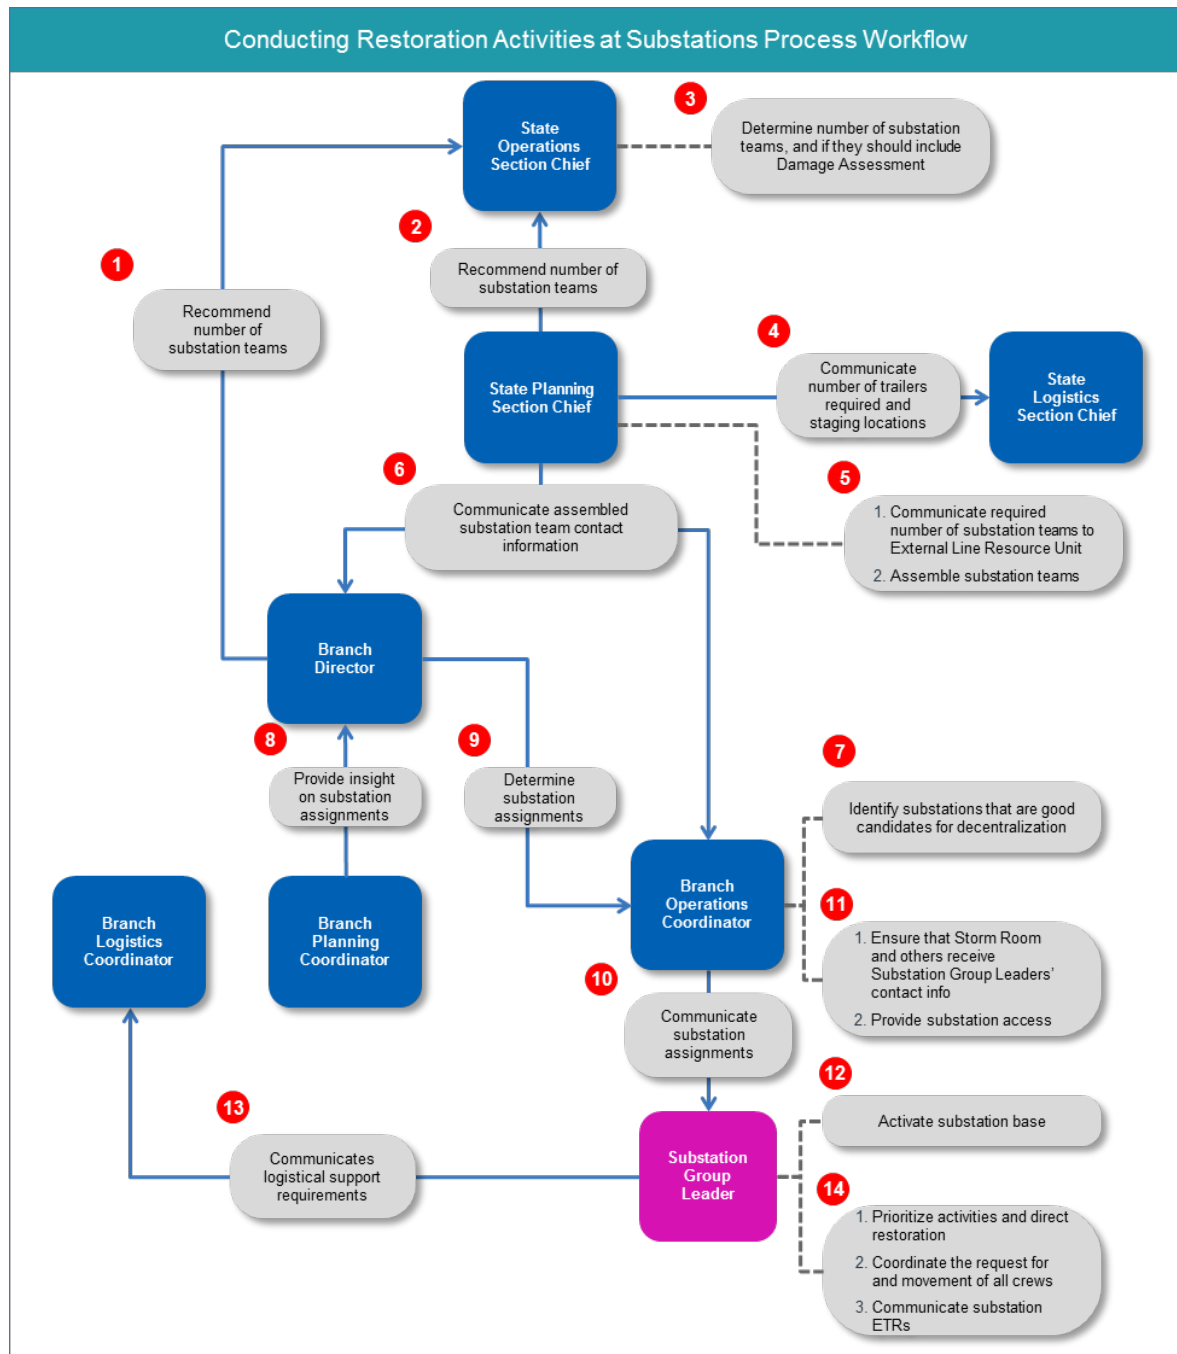 Conducting Restoration Activities at Substations Process Workflow
3
State
Operations
Section Chief
Determine number of substation
teams, and if they should include
Damage Assessment
2
1
Recommend number of
substation teams
Recommend
number of
substation teams
4
State Planning
Section Chief
Communicate
number of trailers
required and
staging locations
State
Logistics
Section Chief
6
5
Communicate assembled
substation team contact
information
1. Communicate required
number of substation teams to
External Line Resource Unit
2. Assemble substation teams
Branch
Director
8
9
7
Provide insight
on substation
assignments
Determine
substation
assignments
Identify substations that are good
candidates for decentralization
Branch
Logistics
Coordinator
Branch
Planning
Coordinator
Branch
Operations
Coordinator
11
1. Ensure that Storm Room
and others receive
Substation Group Leaders’
contact info
2. Provide substation access
10
Communicate
substation
assignments
12
Activate substation base
13
Communicates
logistical support
requirements
Substation
Group
Leader
14
1. Prioritize activities and direct
restoration
2. Coordinate the request for
and movement of all crews
3. Communicate substation
ETRs